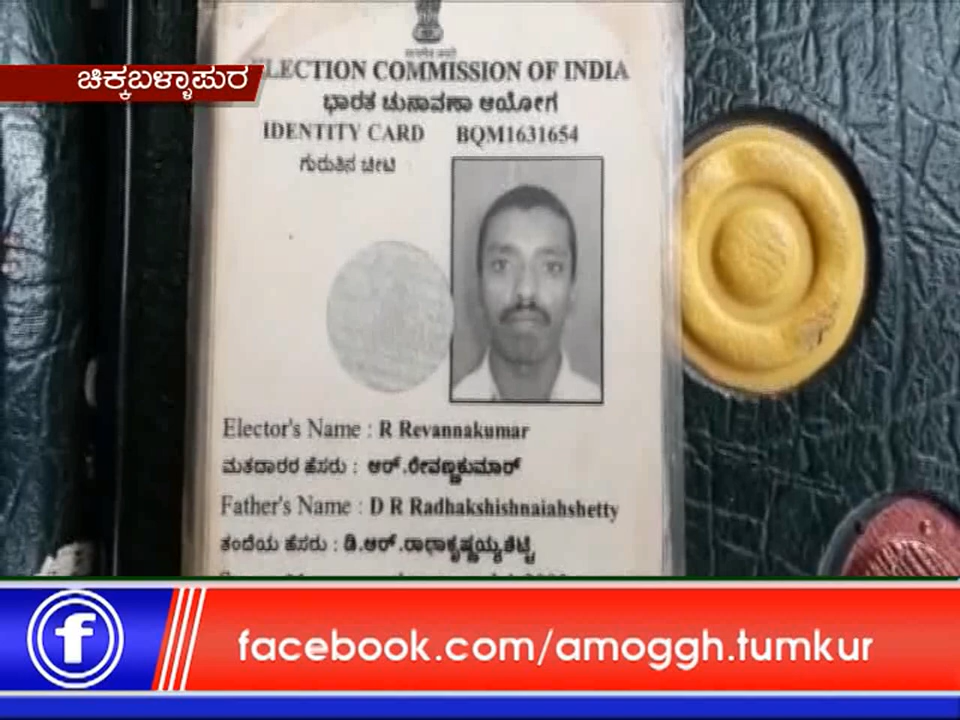 ಚಿಕ್ಕಬಳ್ಳಾಪುರ
ELECTION COMMISSION OF INDIA
ಭಾರತ ಚುನಾವಣಾ ಆಯೋಗ
IDENTITY CARD BQM1631654
ಗುರುತಿನ ಚೀಟಿ
Elector's Name : R Revannakumar
ಮತದಾರರ ಹೆಸರು : ಆರ್.ರೇವಣ್ಣಕುಮಾರ್
Father's Name : D R Radhakshishnaiahshetty
ತಂದೆಯ ಹೆಸರು : ಡಿ.ಆರ್.ರಾಧಾಕೃಷ್ಣಯ್ಯಶೆಟ್ಟಿ
facebook.com/amoggh.tumkur